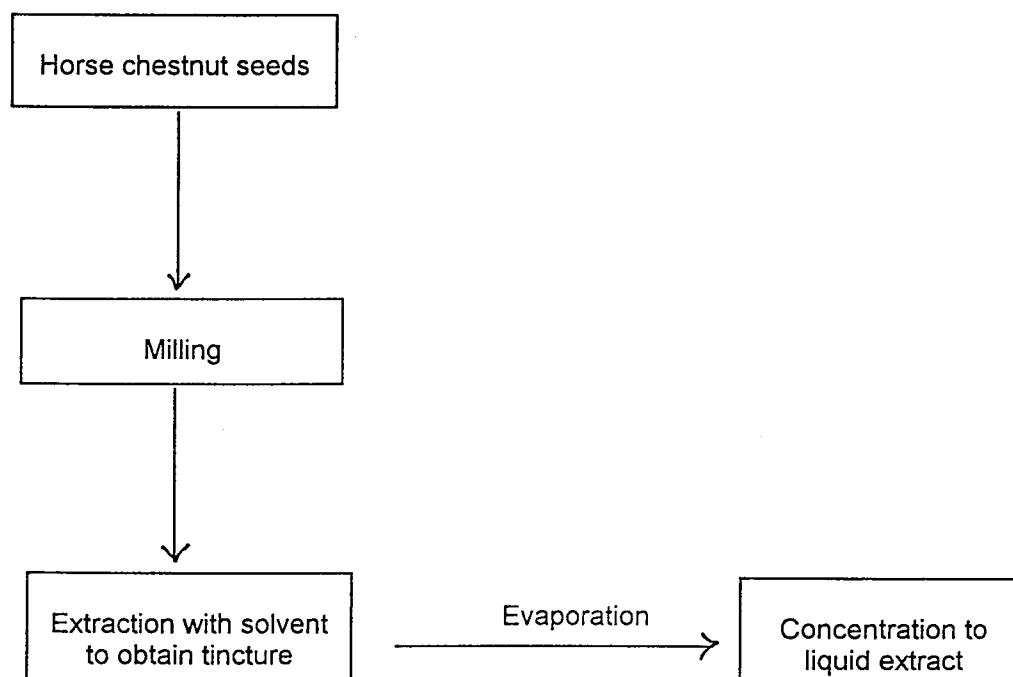 Horse chestnut seeds
Milling
Extraction with solvent
to obtain tincture
Evaporation
Concentration to
liquid extract